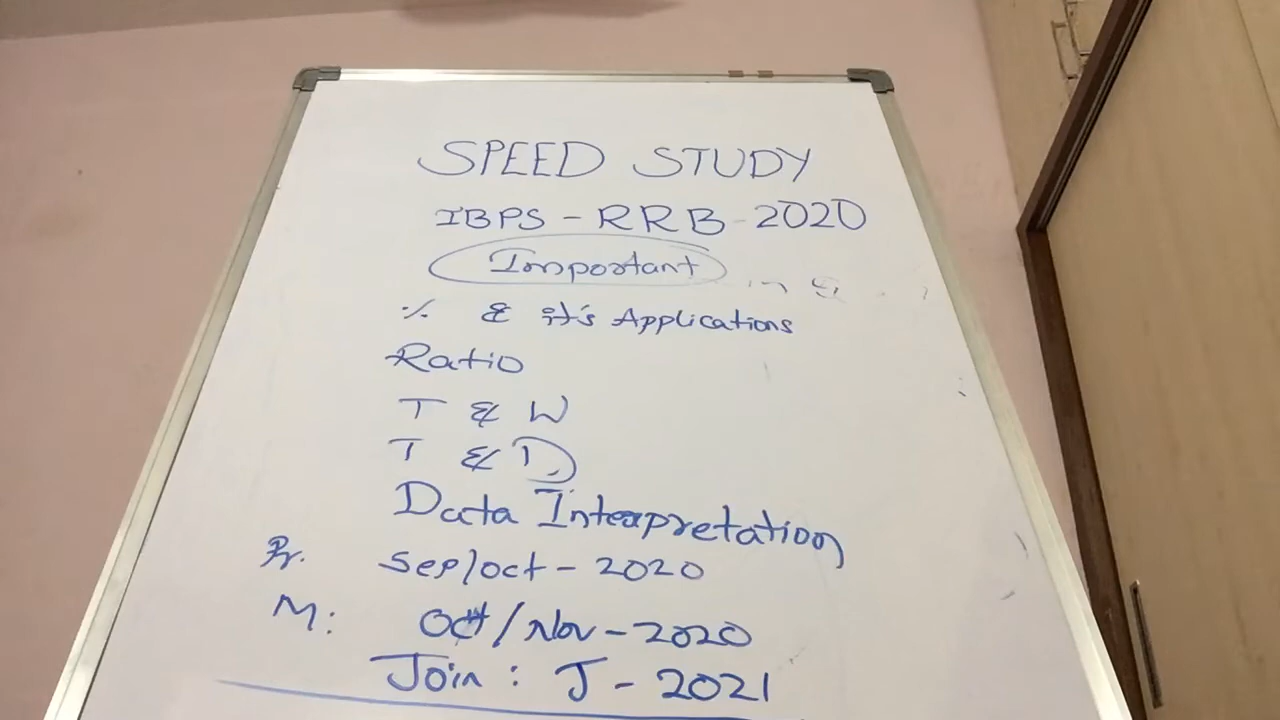 SPEED STUDY
IBPS - RRB - 2020
Important
% & it's Applications
Ratio
T & W
T & D
Data Interpretation
Pr. Sep/Oct - 2020
M: Oct/Nov - 2020
Join : J - 2021